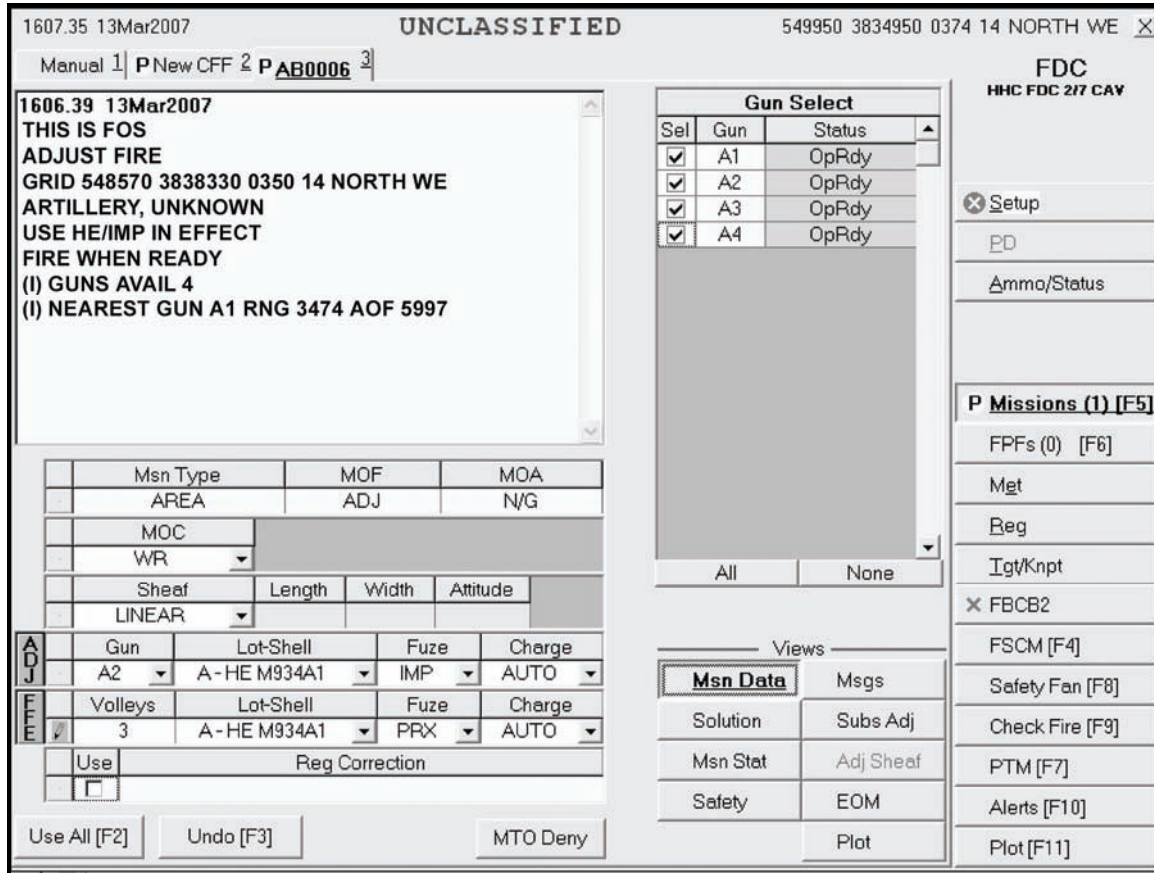 1607.35 13Mar2007 UNCLASSIFIED 549950 3834950 0374 14 NORTH WE X
Manual 1 P New CFF 2 P AB0006 3
FDC
HHC FDC 2/7 CAV
1606.39 13Mar2007
THIS IS FOS
ADJUST FIRE
GRID 548570 3838330 0350 14 NORTH WE
ARTILLERY, UNKNOWN
USE HE/IMP IN EFFECT
FIRE WHEN READY
(I) GUNS AVAIL 4
(I) NEAREST GUN A1 RNG 3474 AOF 5997
Gun Select
Sel Gun Status
A1 OpRdy
A2 OpRdy
A3 OpRdy
A4 OpRdy
All None
Msn Type MOF MOA
AREA ADJ N/G
MOC
WR
Sheaf Length Width Attitude
LINEAR
ADJ
Gun Lot-Shell Fuze Charge
A2 A-HE M934A1 IMP AUTO
FFE
Volleys Lot-Shell Fuze Charge
3 A-HE M934A1 PRX AUTO
Use Reg Correction
Use All [F2] Undo [F3] MTO Deny
Views
Msn Data Msgs
Solution Subs Adj
Msn Stat Adj Sheaf
Safety EOM
Plot
Setup
PD
Ammo/Status
P Missions (1) [F5]
FPFs (0) [F6]
Met
Reg
Tgt/Knpt
FBCB2
FSCM [F4]
Safety Fan [F8]
Check Fire [F9]
PTM [F7]
Alerts [F10]
Plot [F11]